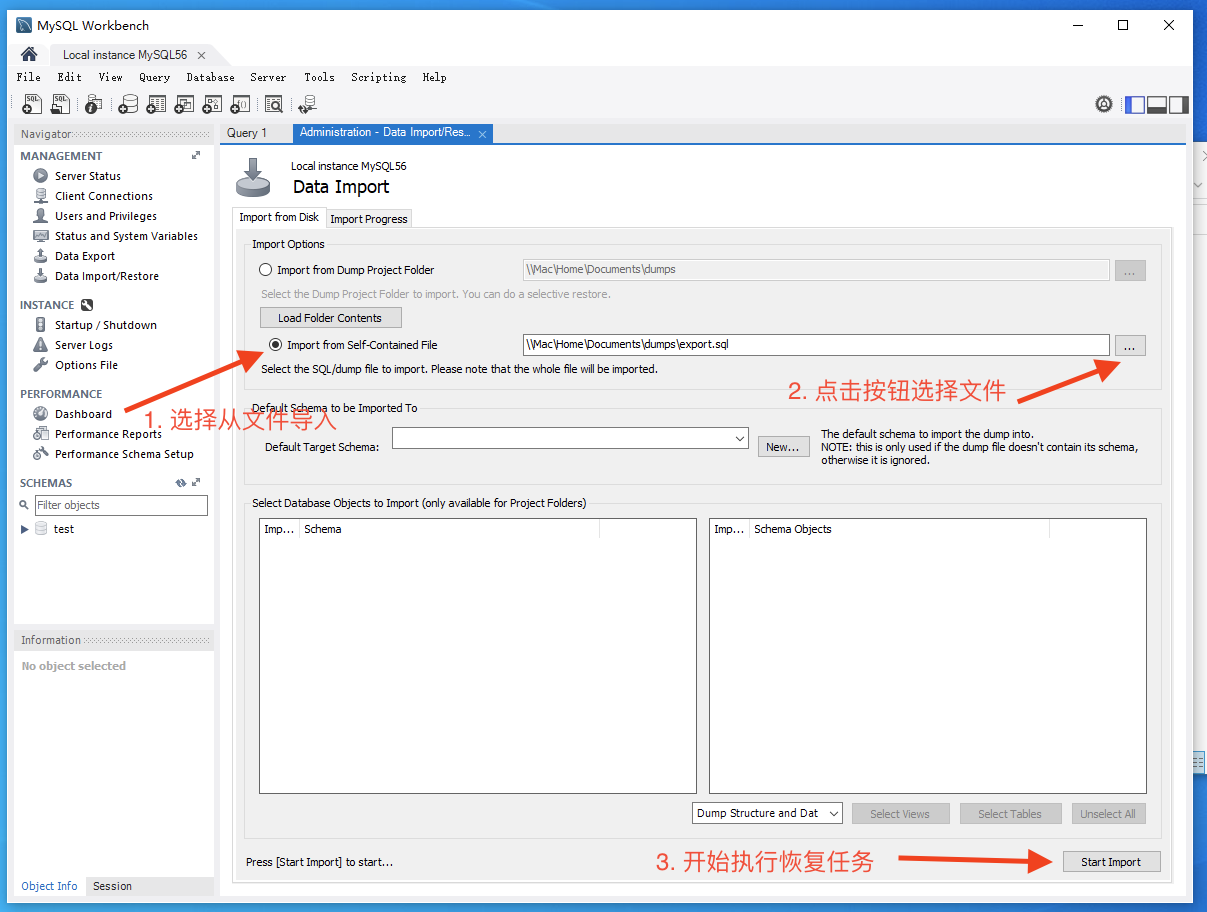 MySQL Workbench
Local instance MySQL56
File Edit View Query Database Server Tools Scripting Help
Navigator
MANAGEMENT
Server Status
Client Connections
Users and Privileges
Status and System Variables
Data Export
Data Import/Restore
INSTANCE
Startup / Shutdown
Server Logs
Options File
PERFORMANCE
Dashboard
Performance Reports
Performance Schema Setup
SCHEMAS
Filter objects
test
Information
No object selected
Object Info Session
Query 1 Administration - Data Import/Res...
Local instance MySQL56
Data Import
Import from Disk Import Progress
Import Options
Import from Dump Project Folder \\Mac\Home\Documents\dumps ...
Select the Dump Project Folder to import. You can do a selective restore.
Load Folder Contents
Import from Self-Contained File \\Mac\Home\Documents\dumps\export.sql ...
Select the SQL/dump file to import. Please note that the whole file will be imported.
1. 选择从文件导入
2. 点击按钮选择文件
Default Schema to be Imported To
Default Target Schema: New...
The default schema to import the dump into.
NOTE: this is only used if the dump file doesn't contain its schema,
otherwise it is ignored.
Select Database Objects to Import (only available for Project Folders)
Imp... Schema Imp... Schema Objects
Dump Structure and Dat Select Views Select Tables Unselect All
Press [Start Import] to start...
3. 开始执行恢复任务
Start Import